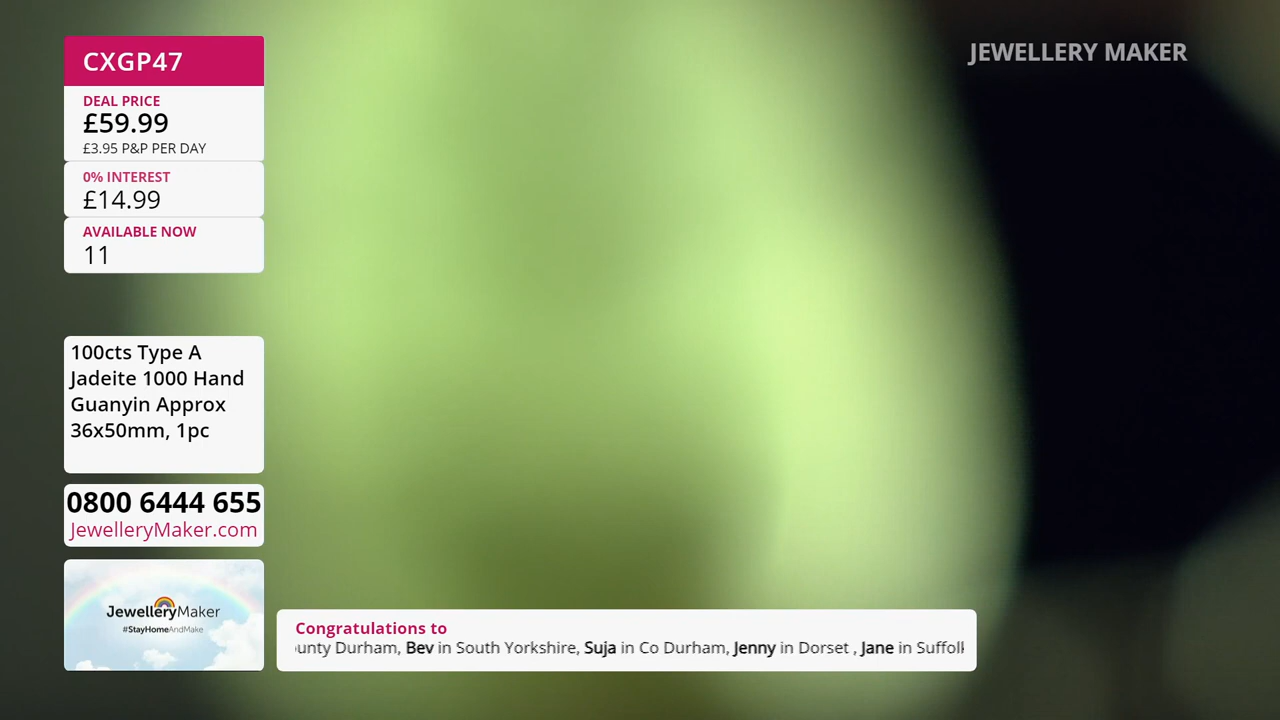 CXGP47
DEAL PRICE
£59.99
£3.95 P&P PER DAY
0% INTEREST
£14.99
AVAILABLE NOW
11
100cts Type A
Jadeite 1000 Hand
Guanyin Approx
36x50mm, 1pc
0800 6444 655
JewelleryMaker.com
JewelleryMaker
#StayHomeAndMake
JEWELLERY MAKER
Congratulations to
ounty Durham, Bev in South Yorkshire, Suja in Co Durham, Jenny in Dorset , Jane in Suffolk